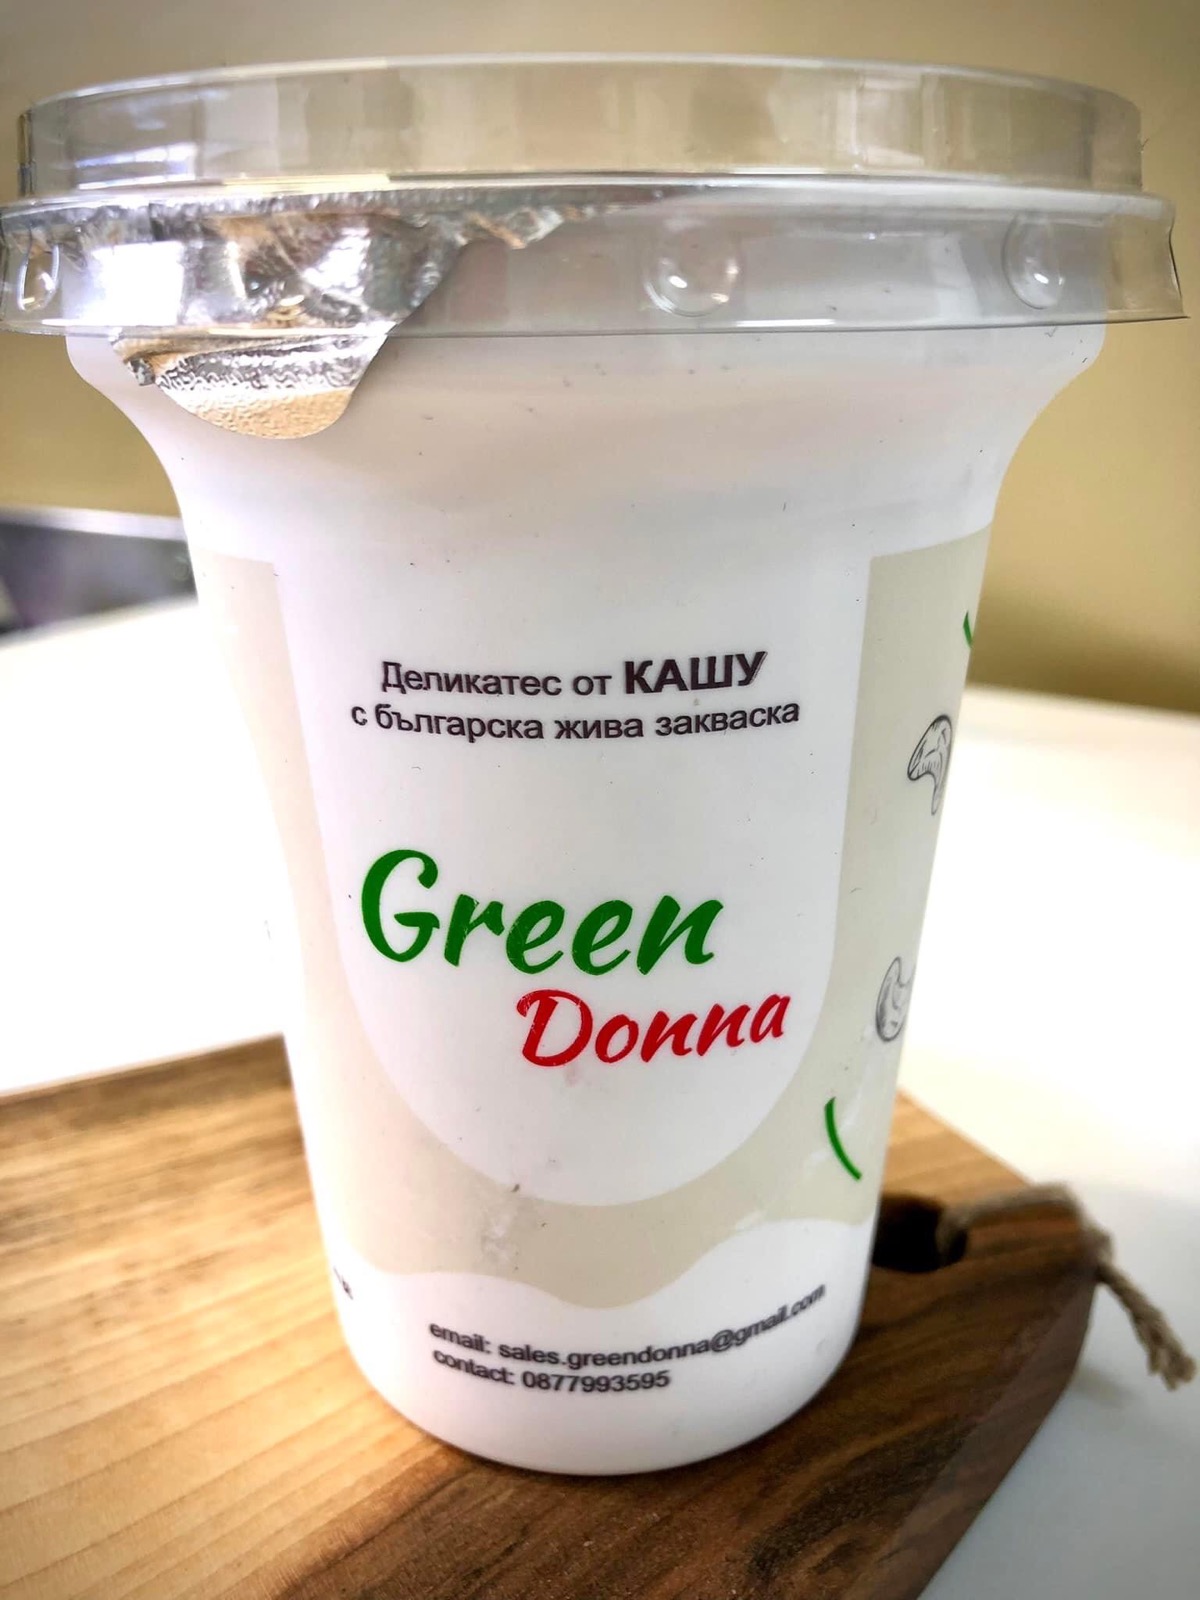 Деликатес от КАШУ
с българска жива закваска
Green
Donna
email: sales.greendonna@gmail.com
contact: 0877993595